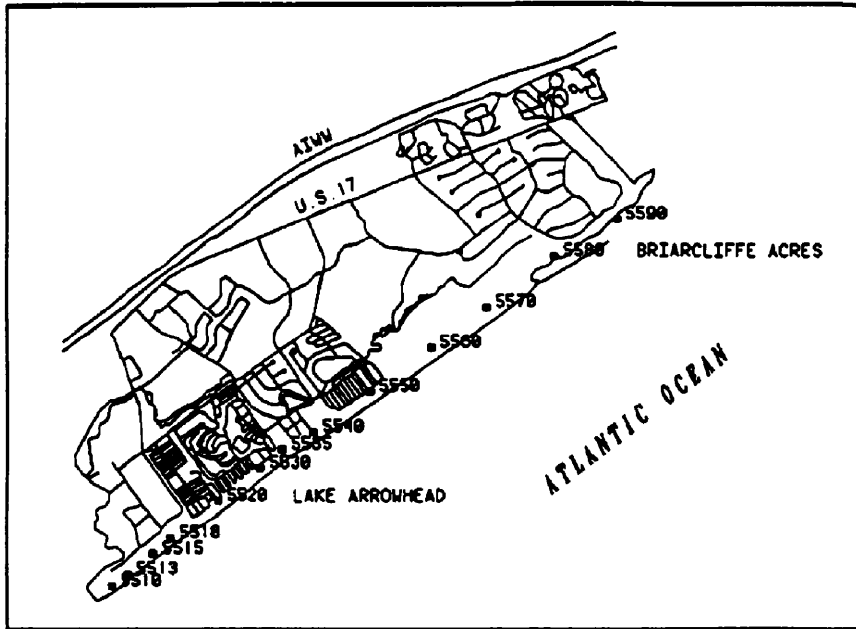 AIWW
U.S.17
5590
5580
BRIARCLIFFE ACRES
5570
5560
5550
ATLANTIC OCEAN
5540
5535
5530
5520
LAKE ARROWHEAD
5518
5515
5513
5510